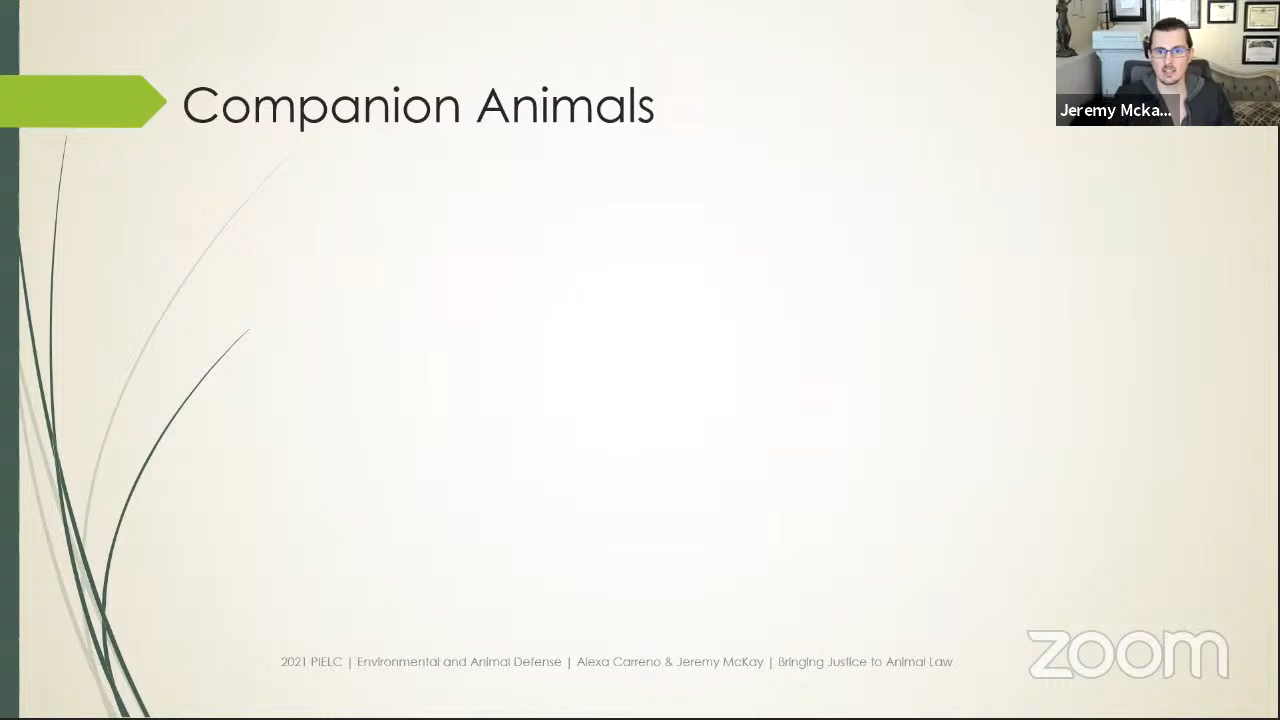 Companion Animals
Jeremy Mcka...
2021 PIELC | Environmental and Animal Defense | Alexa Carreno & Jeremy McKay | Bringing Justice to Animal Law
zoom